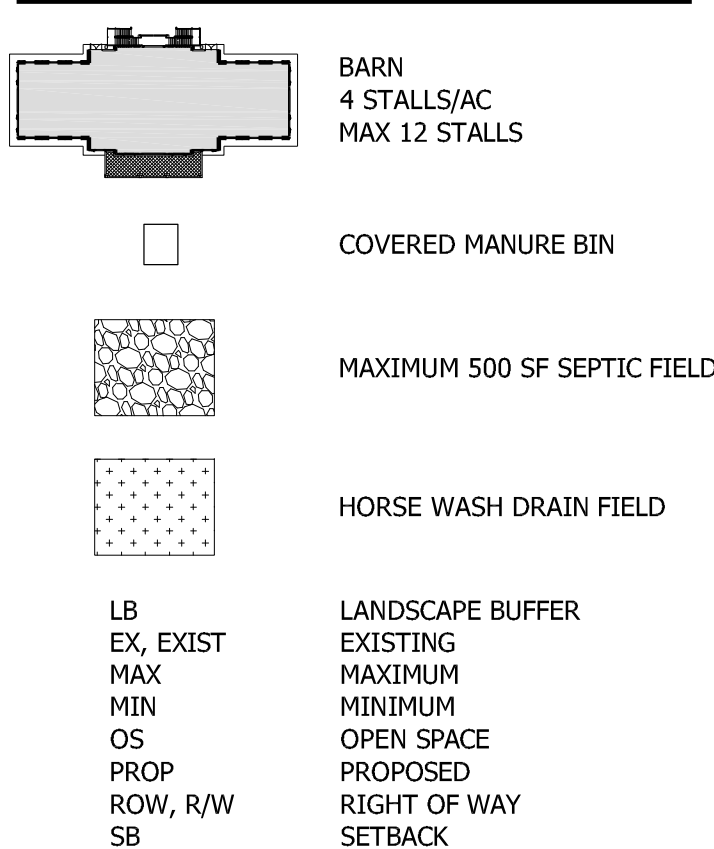 BARN
4 STALLS/AC
MAX 12 STALLS
COVERED MANURE BIN
MAXIMUM 500 SF SEPTIC FIELD
HORSE WASH DRAIN FIELD
LB LANDSCAPE BUFFER
EX, EXIST EXISTING
MAX MAXIMUM
MIN MINIMUM
OS OPEN SPACE
PROP PROPOSED
ROW, R/W RIGHT OF WAY
SB SETBACK